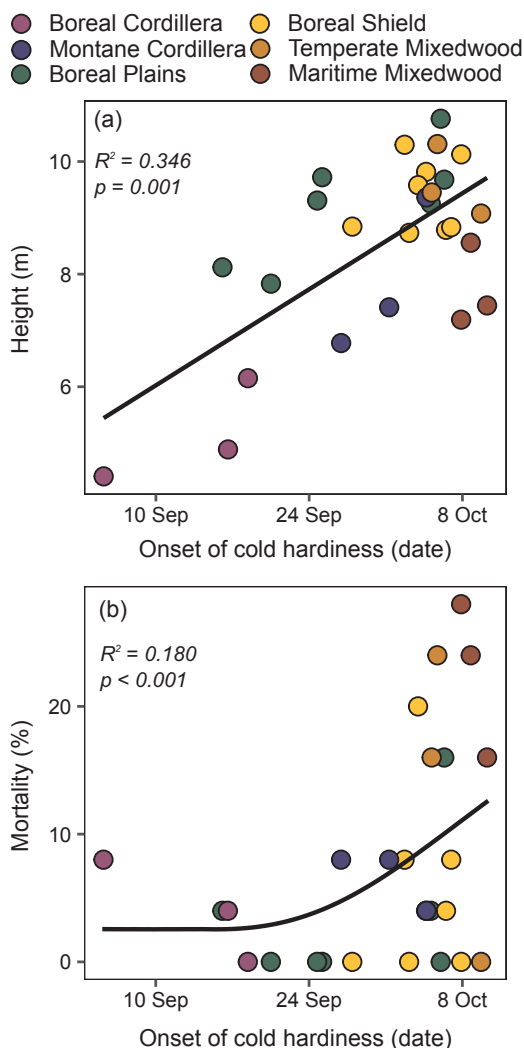 Boreal Cordillera
Boreal Shield
Montane Cordillera
Temperate Mixedwood
Boreal Plains
Maritime Mixedwood
(a)
R² = 0.346
p = 0.001
Height (m)
10
8
6
10 Sep
24 Sep
8 Oct
Onset of cold hardiness (date)
(b)
R² = 0.180
p < 0.001
Mortality (%)
20
10
0
10 Sep
24 Sep
8 Oct
Onset of cold hardiness (date)